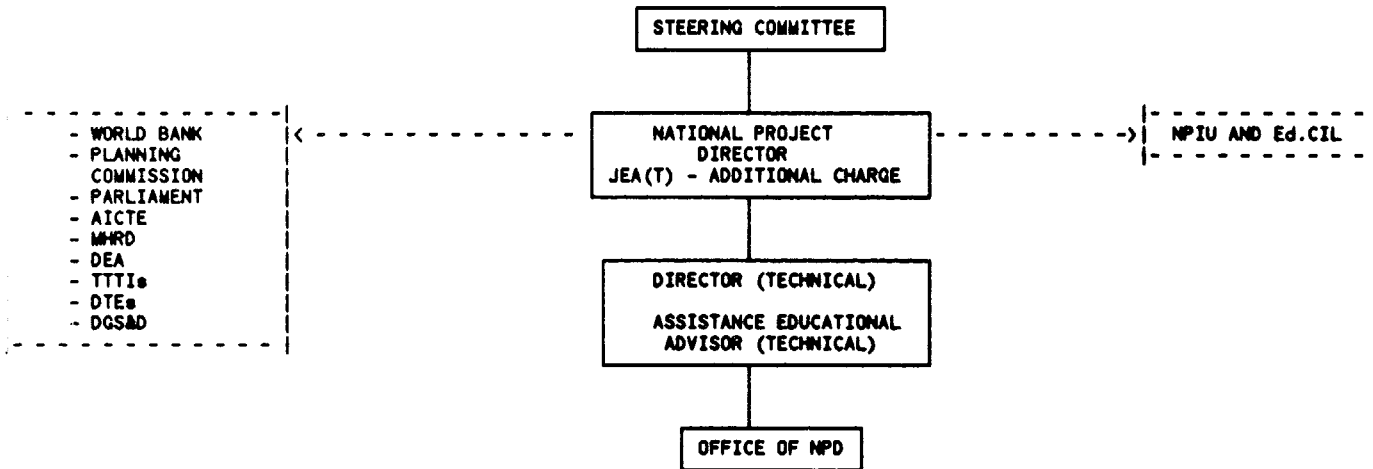 STEERING COMMITTEE
- WORLD BANK
- PLANNING
COMMISSION
- PARLIAMENT
- AICTE
- MHRD
- DEA
- TTTIs
- DTEs
- DGS&D
NATIONAL PROJECT
DIRECTOR
JEA(T) - ADDITIONAL CHARGE
NPIU AND Ed.CIL
DIRECTOR (TECHNICAL)
ASSISTANCE EDUCATIONAL
ADVISOR (TECHNICAL)
OFFICE OF NPD